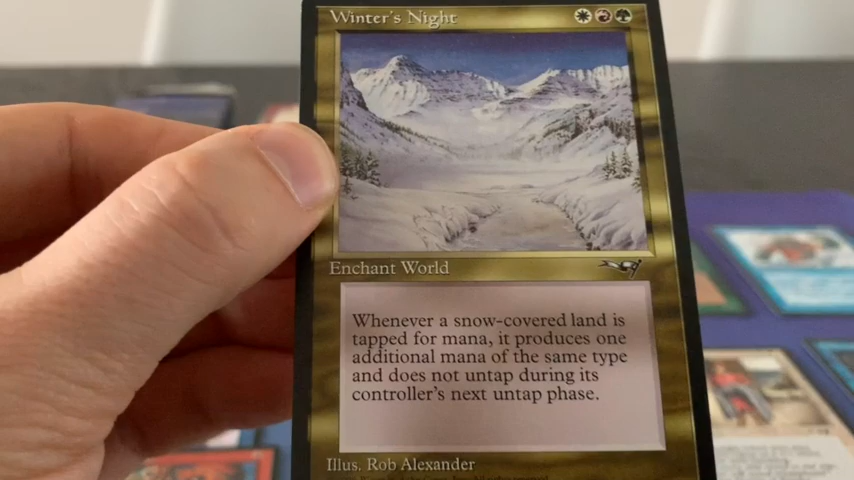 Winter's Night
Enchant World
Whenever a snow-covered land is
tapped for mana, it produces one
additional mana of the same type
and does not untap during its
controller's next untap phase.
Illus. Rob Alexander